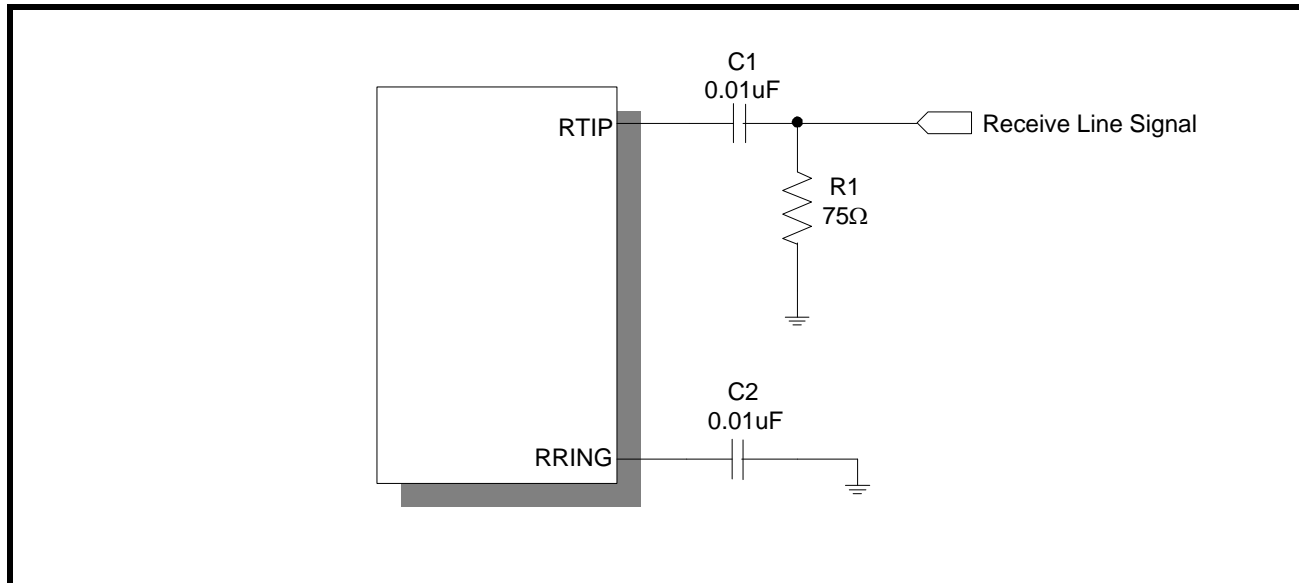 C1
0.01uF
RTIP
Receive Line Signal
R1
75Ω
C2
0.01uF
RRING